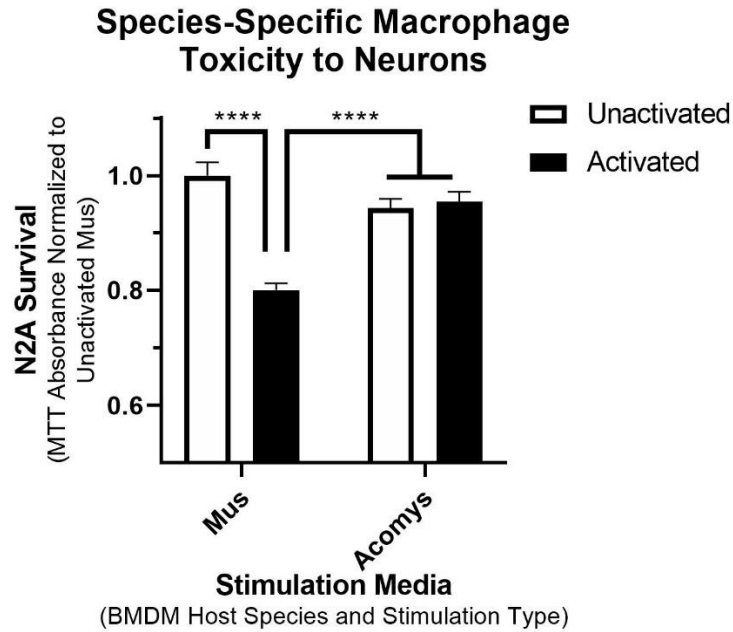 Species-Specific Macrophage
Toxicity to Neurons
**** ****
Unactivated
Activated
1.0
0.8
0.6
N2A Survival
(MTT Absorbance Normalized to
Unactivated Mus)
Mus
Acomys
Stimulation Media
(BMDM Host Species and Stimulation Type)